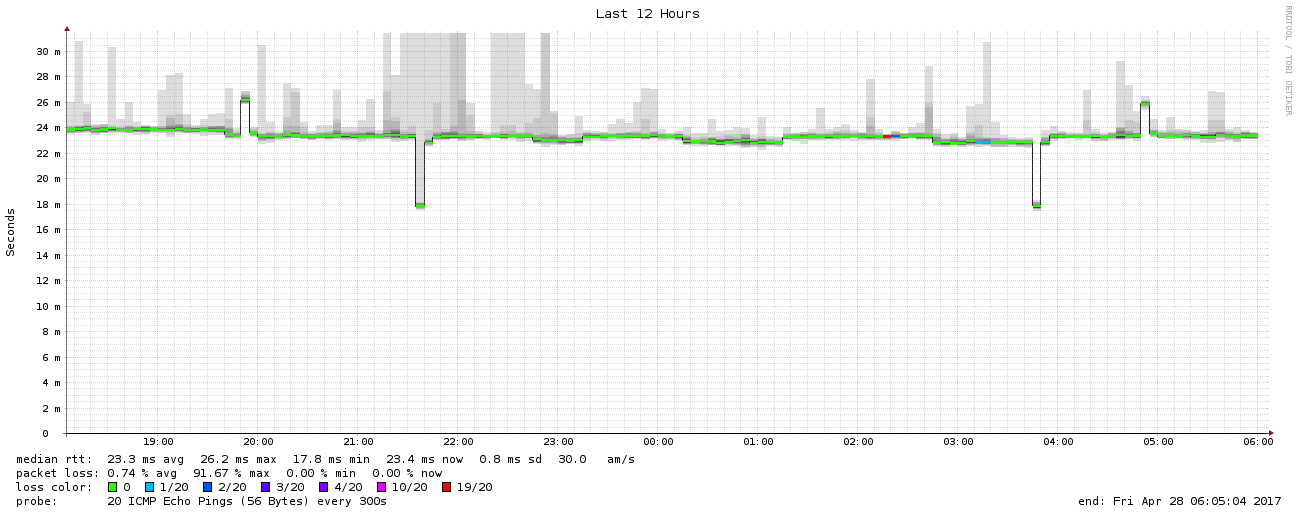 Last 12 Hours
RRDTOOL / TOBI OETIKER
Seconds
30 m
28 m
26 m
24 m
22 m
20 m
18 m
16 m
14 m
12 m
10 m
8 m
6 m
4 m
2 m
0
19:00 20:00 21:00 22:00 23:00 00:00 01:00 02:00 03:00 04:00 05:00 06:00
median rtt: 23.3 ms avg 26.2 ms max 17.8 ms min 23.4 ms now 0.8 ms sd 30.0 am/s
packet loss: 0.74 % avg 91.67 % max 0.00 % min 0.00 % now
loss color: 0 1/20 2/20 3/20 4/20 10/20 19/20
probe: 20 ICMP Echo Pings (56 Bytes) every 300s end: Fri Apr 28 06:05:04 2017